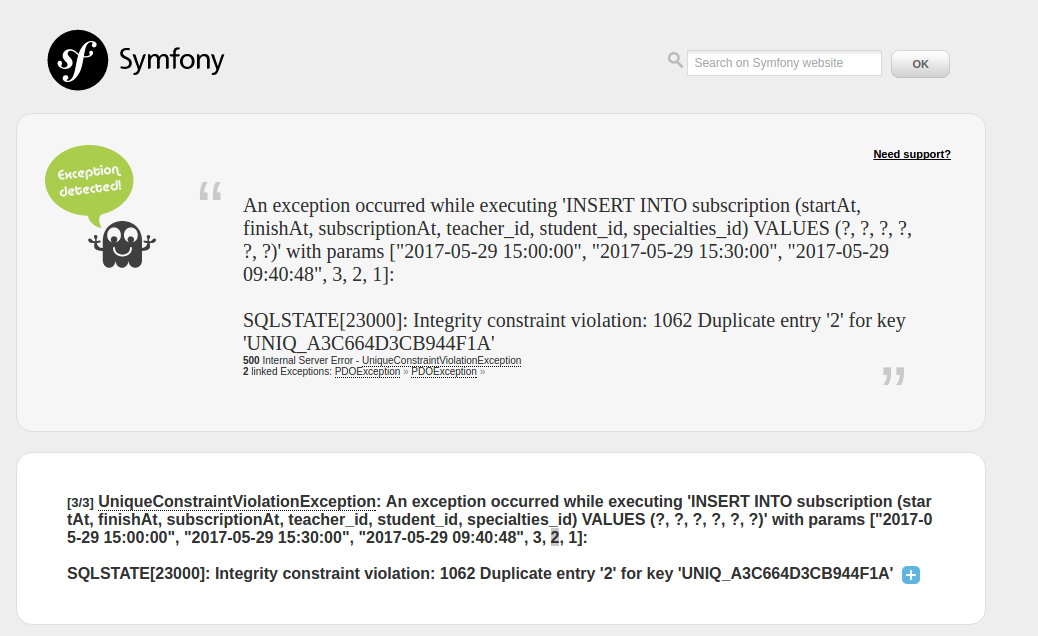 sf Symfony
Search on Symfony website
OK
Need support?
Exception
detected!
“
An exception occurred while executing 'INSERT INTO subscription (startAt,
finishAt, subscriptionAt, teacher_id, student_id, specialties_id) VALUES (?, ?, ?, ?,
?, ?)' with params ["2017-05-29 15:00:00", "2017-05-29 15:30:00", "2017-05-29
09:40:48", 3, 2, 1]:
SQLSTATE[23000]: Integrity constraint violation: 1062 Duplicate entry '2' for key
'UNIQ_A3C664D3CB944F1A'
500 Internal Server Error - UniqueConstraintViolationException
2 linked Exceptions: PDOException » PDOException »
”
[3/3] UniqueConstraintViolationException: An exception occurred while executing 'INSERT INTO subscription (star
tAt, finishAt, subscriptionAt, teacher_id, student_id, specialties_id) VALUES (?, ?, ?, ?, ?, ?)' with params ["2017-0
5-29 15:00:00", "2017-05-29 15:30:00", "2017-05-29 09:40:48", 3, 2, 1]:
SQLSTATE[23000]: Integrity constraint violation: 1062 Duplicate entry '2' for key 'UNIQ_A3C664D3CB944F1A'